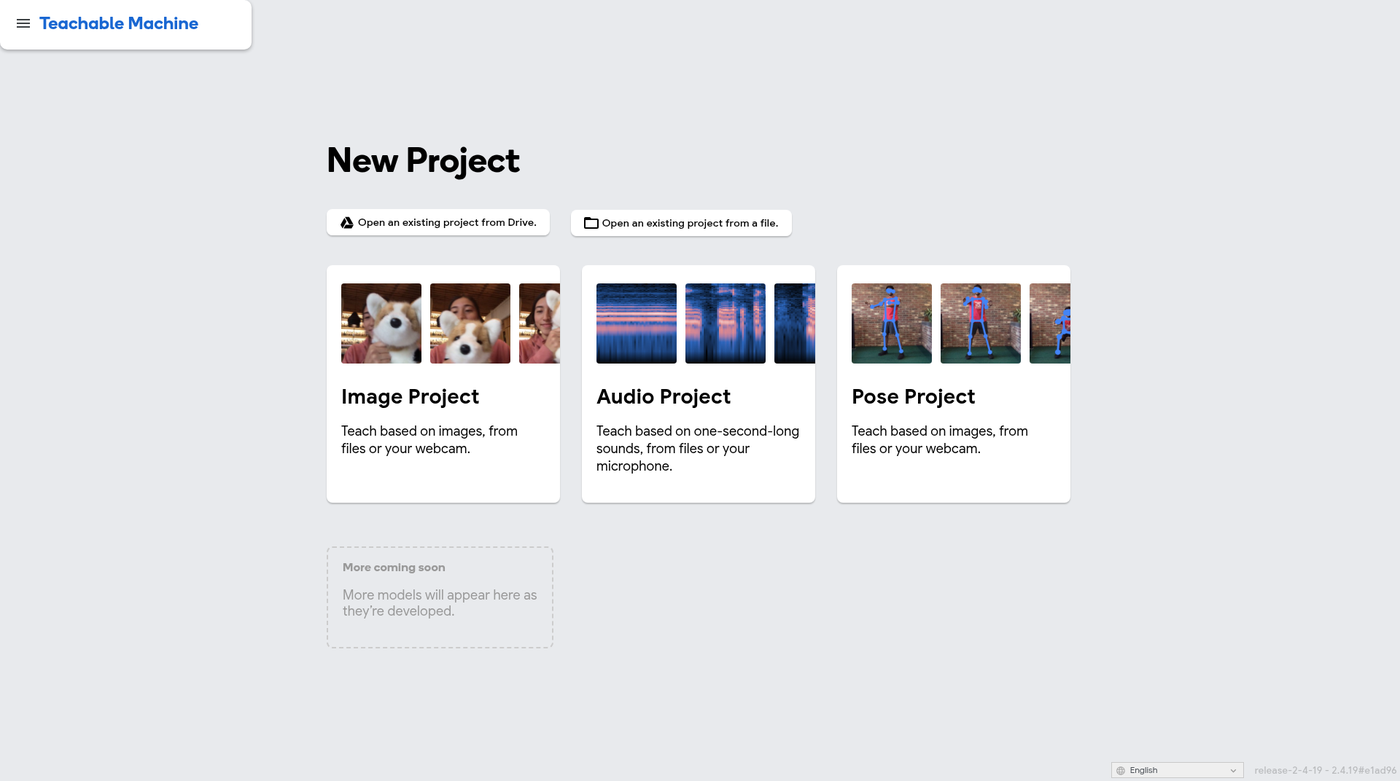 Teachable Machine
New Project
Open an existing project from Drive.
Open an existing project from a file.
Image Project
Teach based on images, from
files or your webcam.
Audio Project
Teach based on one-second-long
sounds, from files or your
microphone.
Pose Project
Teach based on images, from
files or your webcam.
More coming soon
More models will appear here as
they're developed.
English
release-2-4-19 - 2.4.19#e1ad96